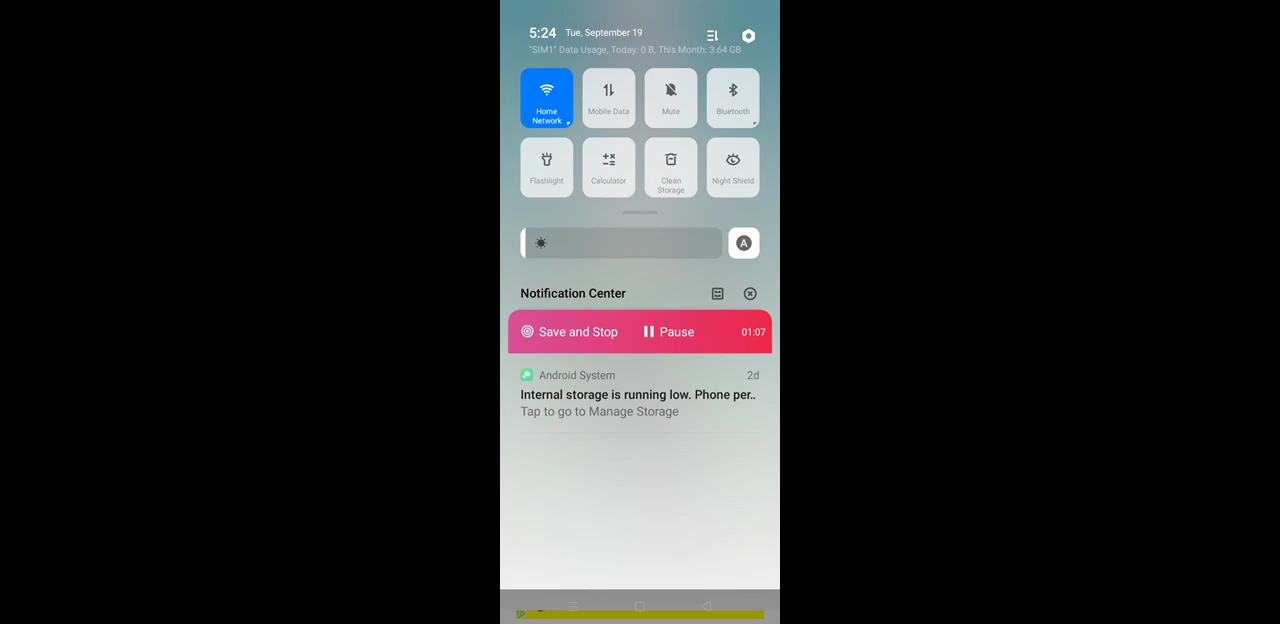 5:24 Tue, September 19
"SIM1" Data Usage, Today: 0 B, This Month: 3.64 GB
Home Network
Mobile Data
Mute
Bluetooth
Flashlight
Calculator
Clean Storage
Night Shield
A
Notification Center
Save and Stop Pause 01:07
Android System 2d
Internal storage is running low. Phone per..
Tap to go to Manage Storage